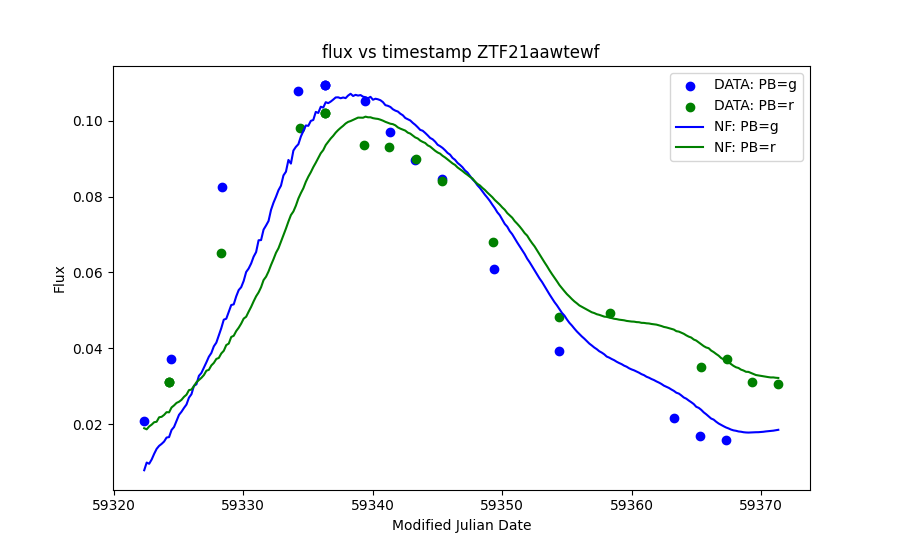 flux vs timestamp ZTF21aawtewf
DATA: PB=g
DATA: PB=r
NF: PB=g
NF: PB=r
Flux
0.10
0.08
0.06
0.04
0.02
59320 59330 59340 59350 59360 59370
Modified Julian Date